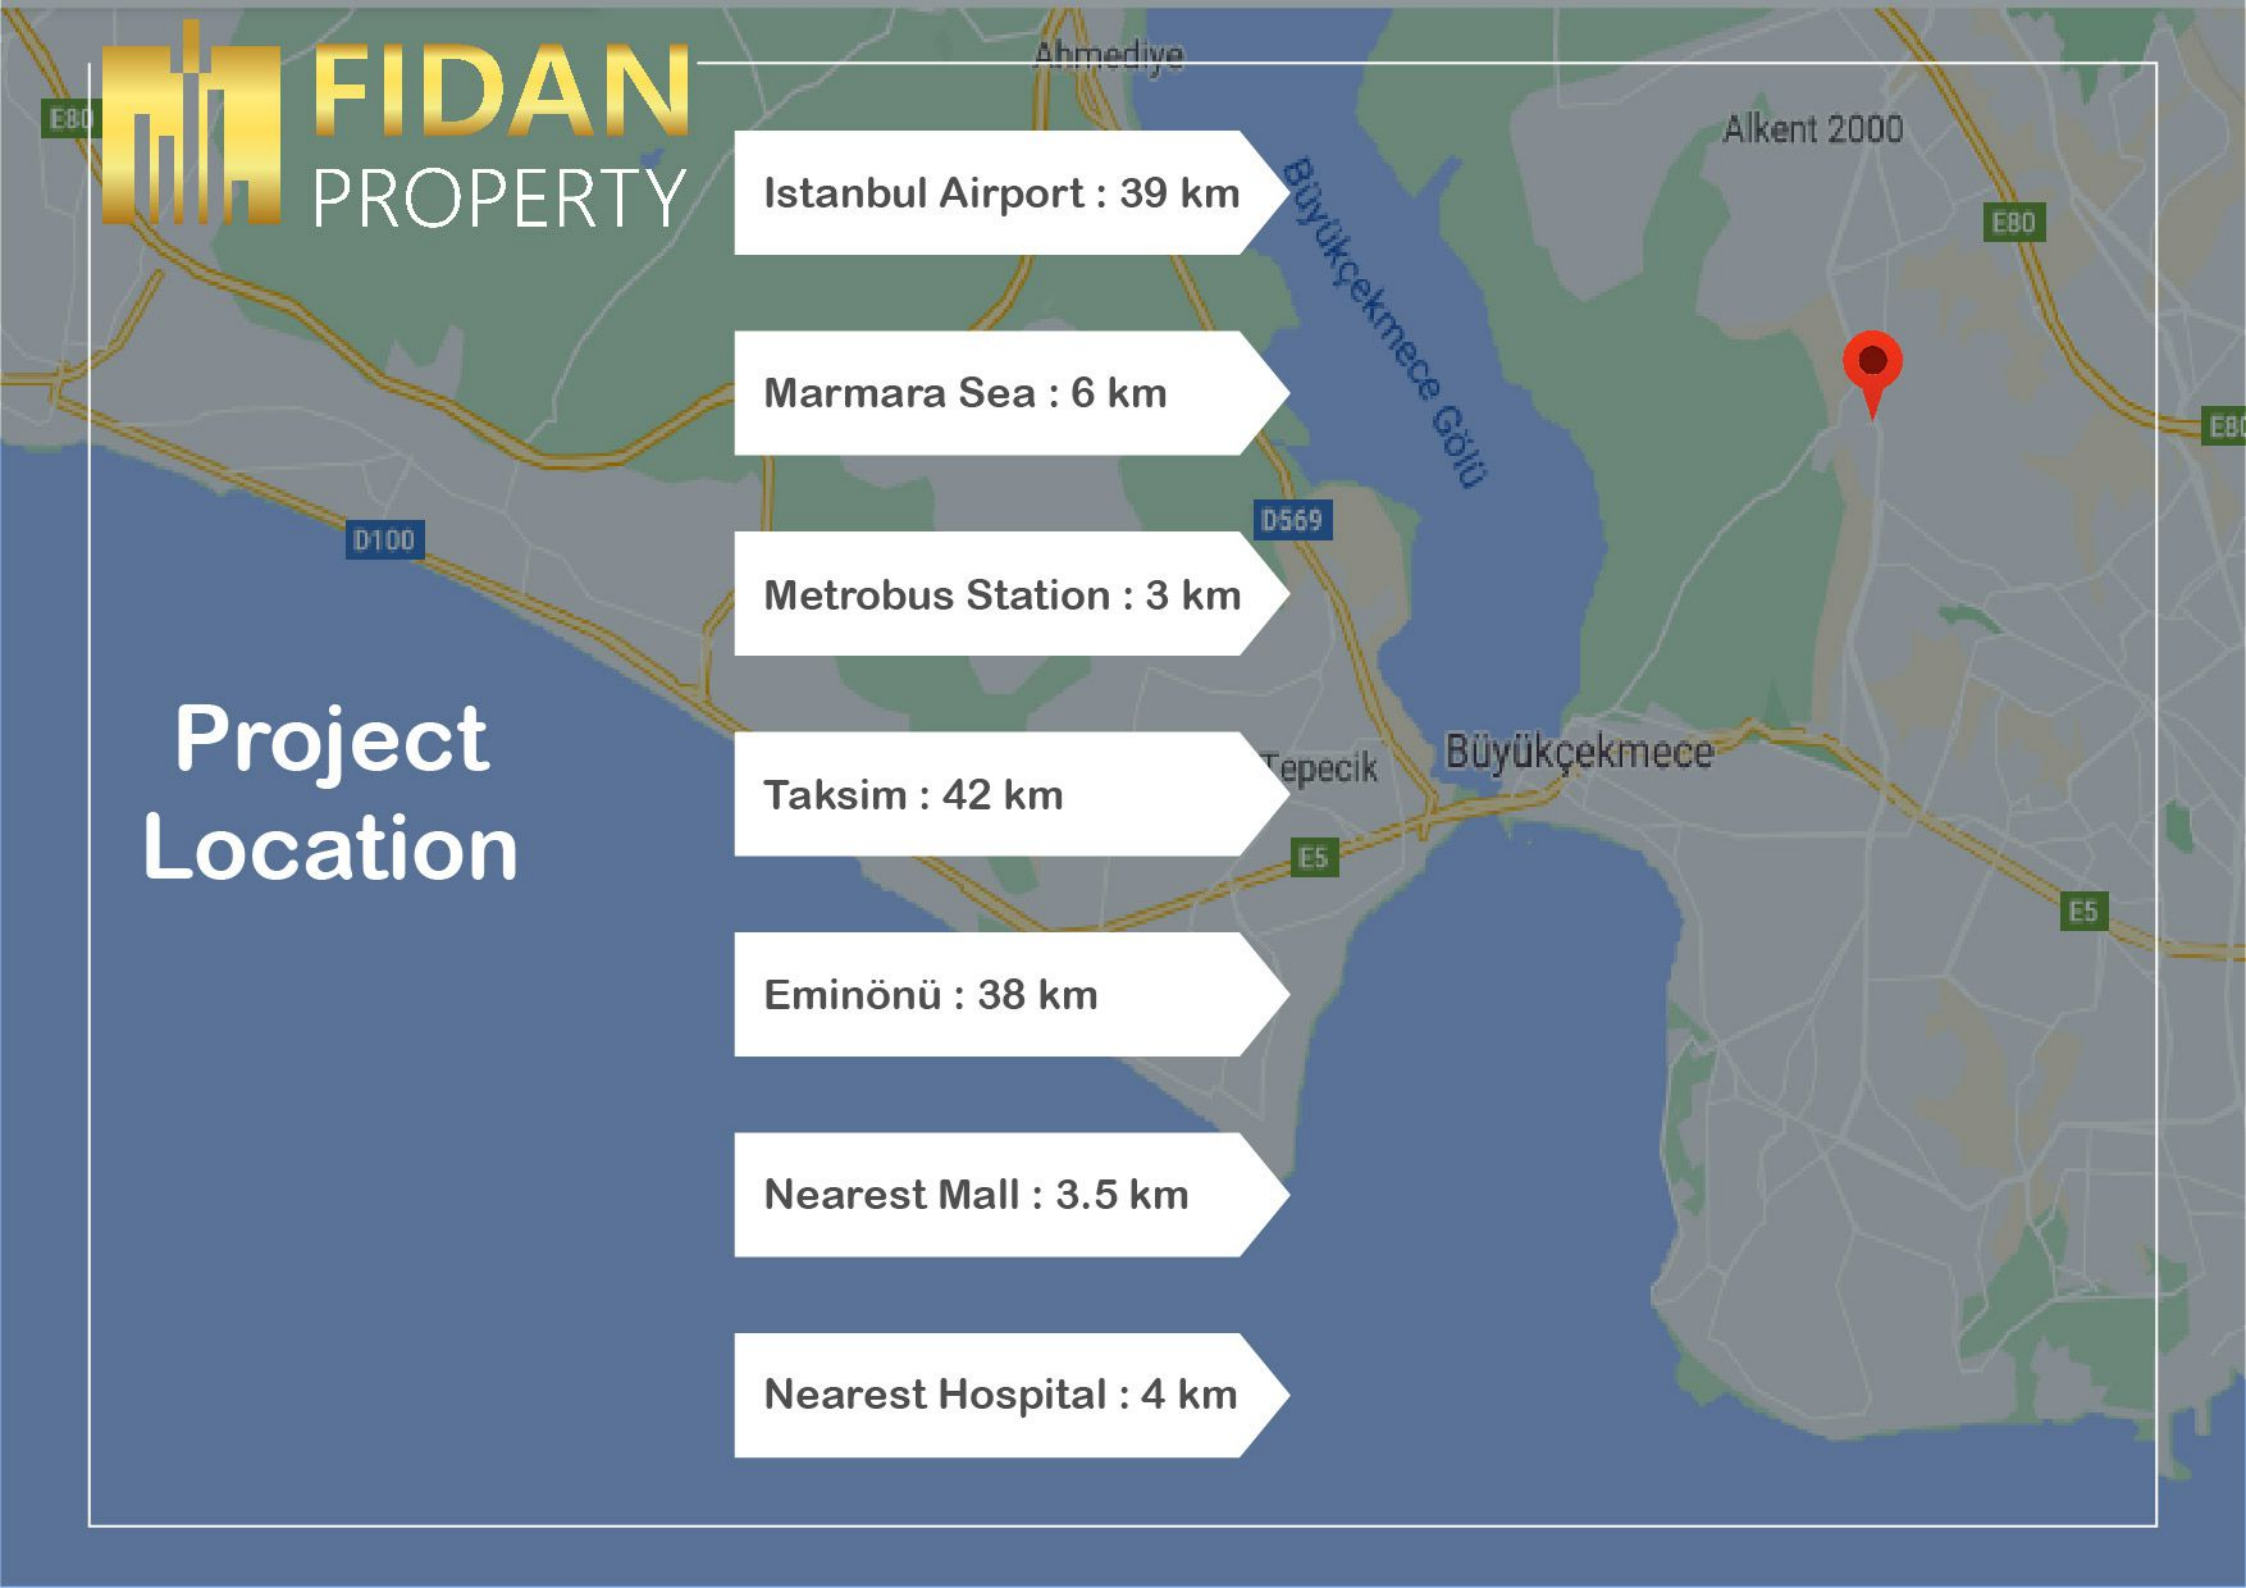 FIDAN
PROPERTY
Ahmediye
Alkent 2000
E80
E80
E80
Istanbul Airport : 39 km
Büyükçekmece Gölü
Marmara Sea : 6 km
D569
D100
Metrobus Station : 3 km
Project
Location
Taksim : 42 km
Tepecik
Büyükçekmece
E5
E5
Eminönü : 38 km
Nearest Mall : 3.5 km
Nearest Hospital : 4 km